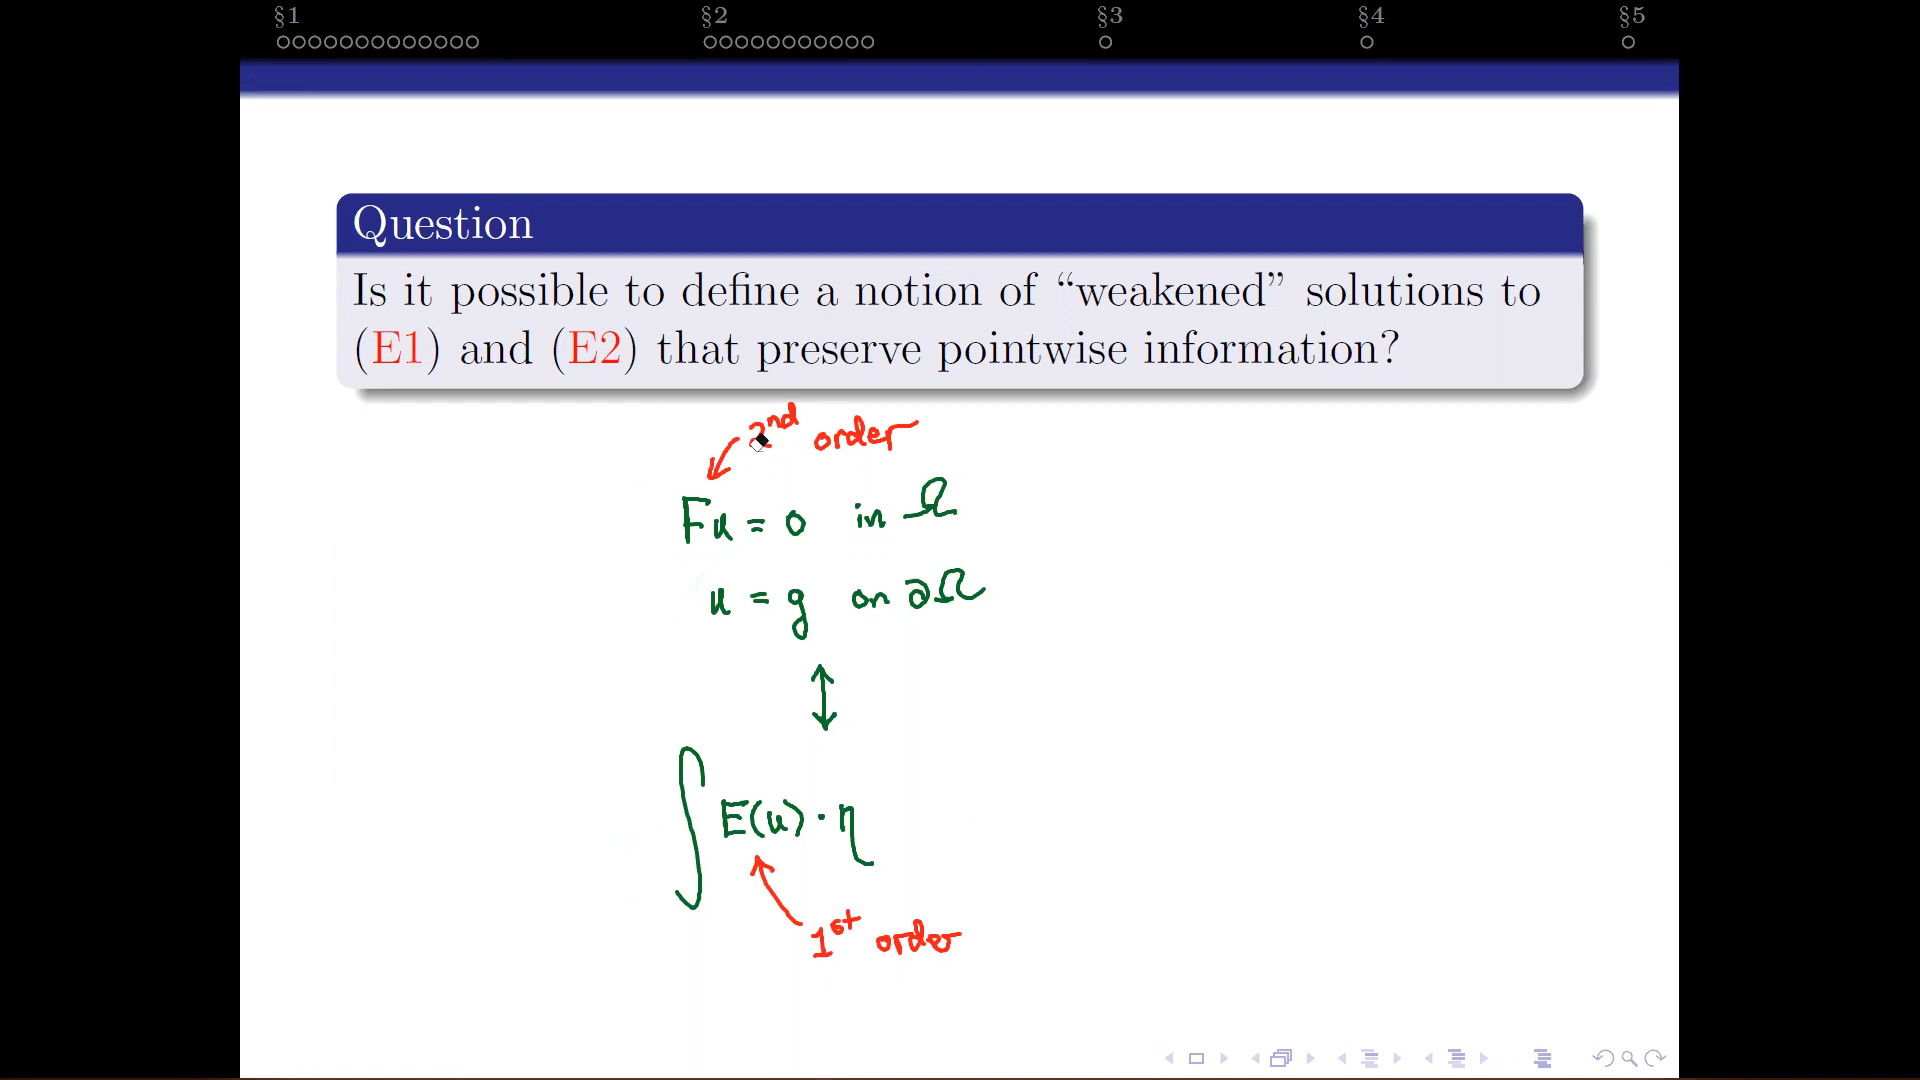 §1 §2 §3 §4 §5
Question
Is it possible to define a notion of “weakened” solutions to
(E1) and (E2) that preserve pointwise information?
2nd order
Fu = 0 in Ω
u = g on ∂Ω
∫ E(u) · η
1st order